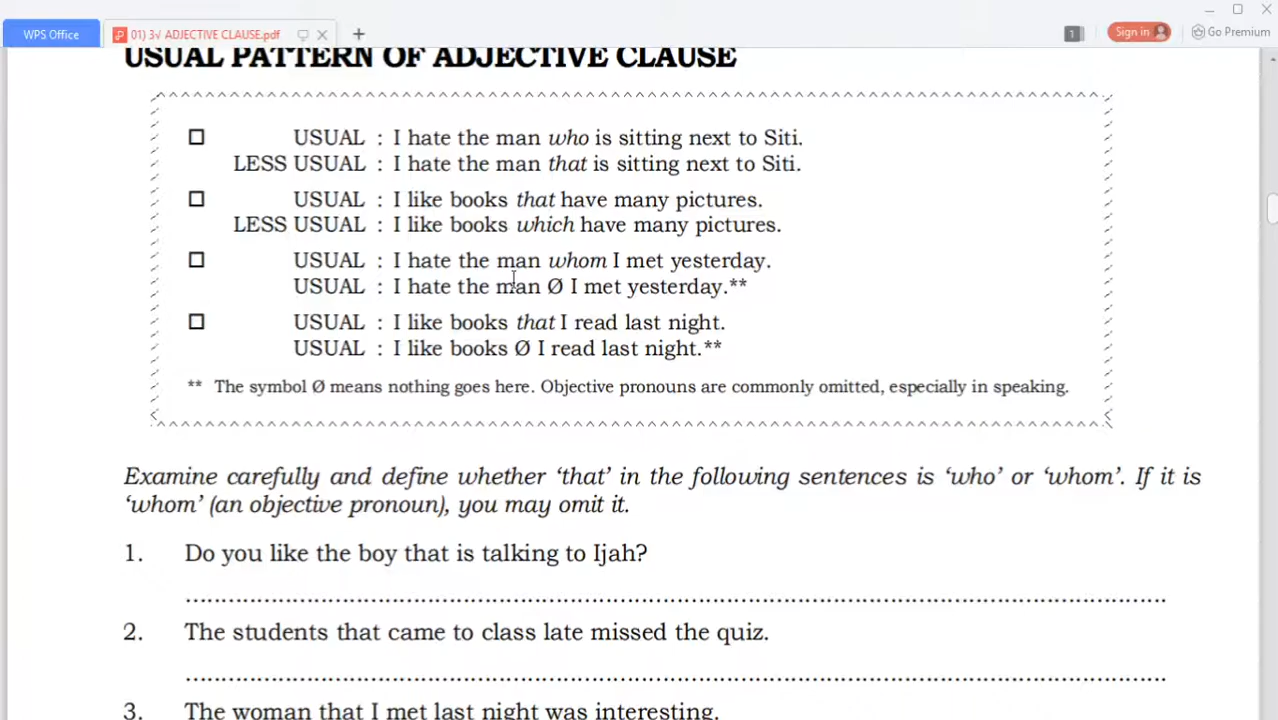 WPS Office
01) 3√ ADJECTIVE CLAUSE.pdf
1
Sign in
Go Premium
USUAL PATTERN OF ADJECTIVE CLAUSE
USUAL : I hate the man who is sitting next to Siti.
LESS USUAL : I hate the man that is sitting next to Siti.
USUAL : I like books that have many pictures.
LESS USUAL : I like books which have many pictures.
USUAL : I hate the man whom I met yesterday.
USUAL : I hate the man Ø I met yesterday.**
USUAL : I like books that I read last night.
USUAL : I like books Ø I read last night.**
** The symbol Ø means nothing goes here. Objective pronouns are commonly omitted, especially in speaking.
Examine carefully and define whether ‘that’ in the following sentences is ‘who’ or ‘whom’. If it is
‘whom’ (an objective pronoun), you may omit it.
1. Do you like the boy that is talking to Ijah?
2. The students that came to class late missed the quiz.
3. The woman that I met last night was interesting.